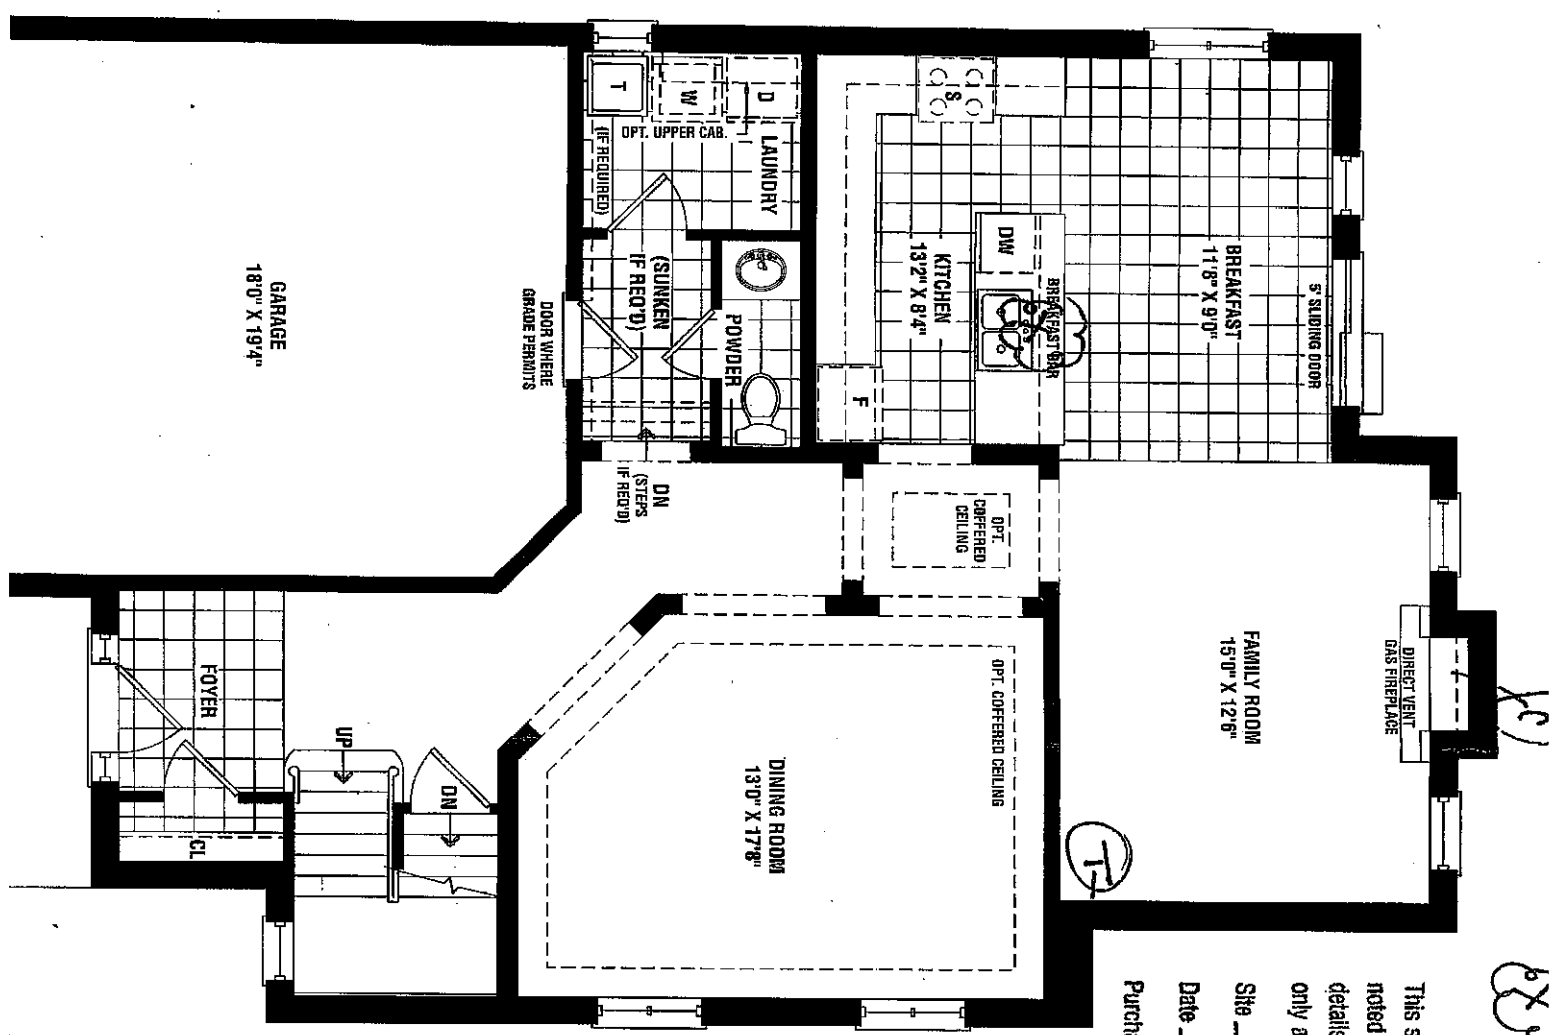 BREAKFAST
11'8" X 9'0"
5' SLIDING DOOR
S
DW
BREAKFAST BAR
KITCHEN
13'2" X 8'4"
F
D
W
T
OPT. UPPER CAB.
LAUNDRY
(IF REQUIRED)
(SUNKEN
IF REQ'D)
POWDER
DOOR WHERE
GRADE PERMITS
GARAGE
18'0" X 19'4"
DN
(STEPS
IF REQ'D)
OPT.
COFFERED
CEILING
FAMILY ROOM
15'0" X 12'6"
DIRECT VENT
GAS FIREPLACE
OPT. COFFERED CEILING
DINING ROOM
13'0" X 17'8"
FOYER
CL
UP
DN
T
This s
noted
details
only a
Site
Date
Purch